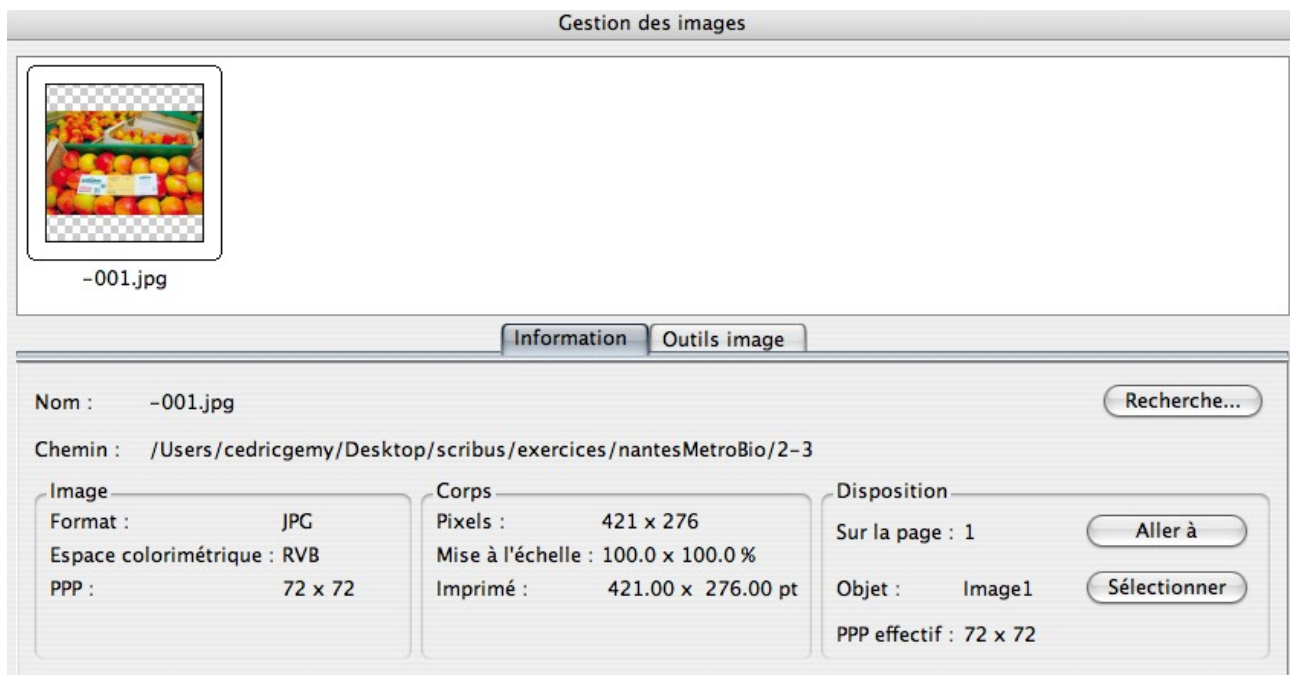 Gestion des images
-001.jpg
Information
Outils image
Nom : -001.jpg
Recherche...
Chemin : /Users/cedricgemy/Desktop/scribus/exercices/nantesMetroBio/2-3
Image
Format : JPG
Espace colorimétrique : RVB
PPP : 72 x 72
Corps
Pixels : 421 x 276
Mise à l'échelle : 100.0 x 100.0 %
Imprimé : 421.00 x 276.00 pt
Disposition
Sur la page : 1
Aller à
Objet : Image1
Sélectionner
PPP effectif : 72 x 72